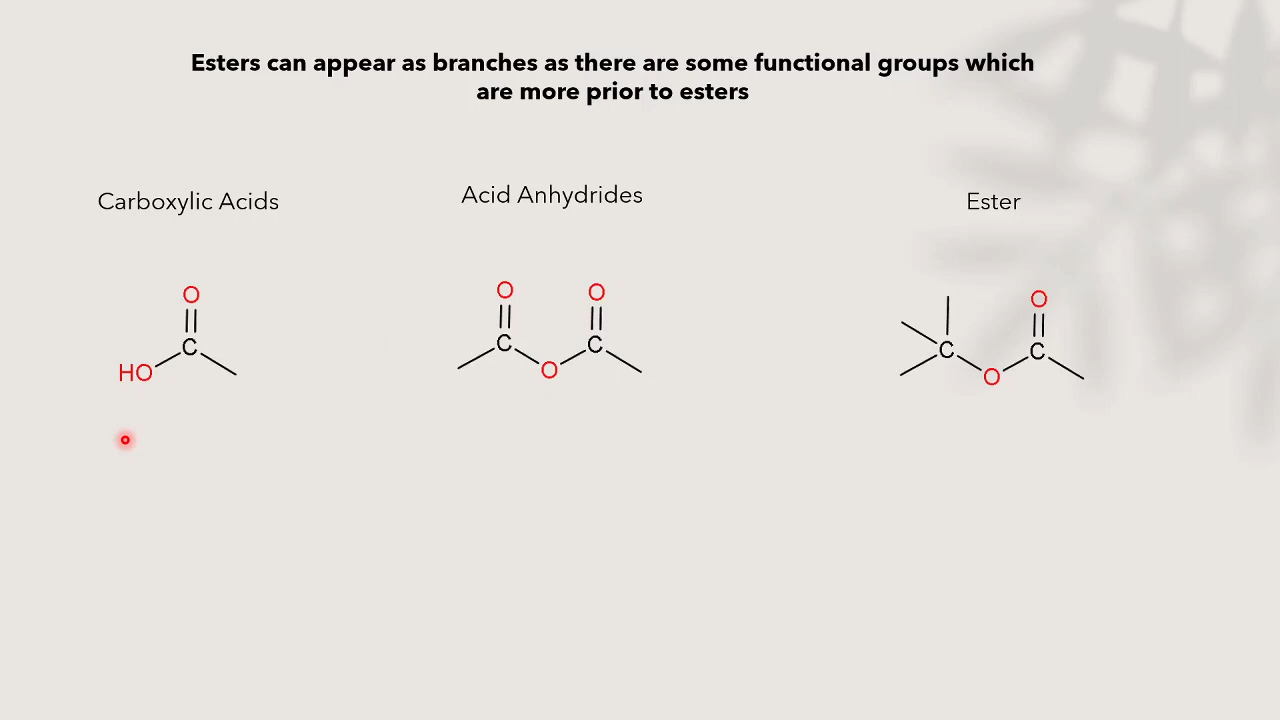 Esters can appear as branches as there are some functional groups which
are more prior to esters
Carboxylic Acids
Acid Anhydrides
Ester
O
C
HO
O O
C C
O
O
C C
O